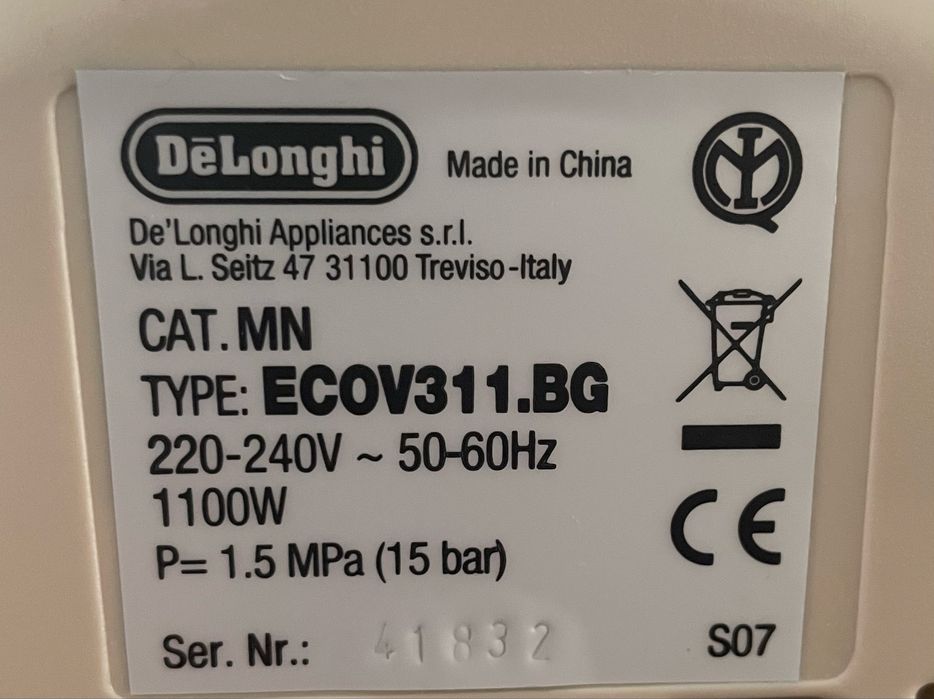 DēLonghi
Made in China
De'Longhi Appliances s.r.l.
Via L. Seitz 47 31100 Treviso-Italy
CAT. MN
TYPE: ECOV311.BG
220-240V ~ 50-60Hz
1100W
P= 1.5 MPa (15 bar)
CE
Ser. Nr.: 41832
S07